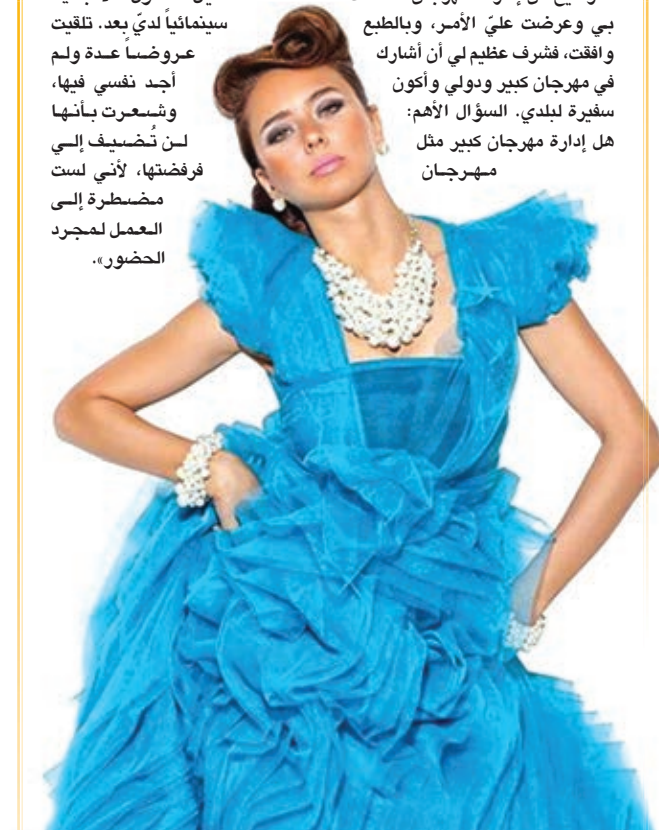 بي وعرضت عليّ الأمر، وبالطبع
وافقت، فشرف عظيم لي أن أشارك
في مهرجان كبير ودولي وأكون
سفيرة لبلدي. السؤال الأهم:
هل إدارة مهرجان كبير مثل
مهرجان
سينمائياً لديّ بعد. تلقيت
عروضاً عدة ولم
أجد نفسي فيها،
وشعرت بأنها
لن تُضيف إلي
فرفضتها، لأني لست
مضطرة إلى
العمل لمجرد
الحضور».